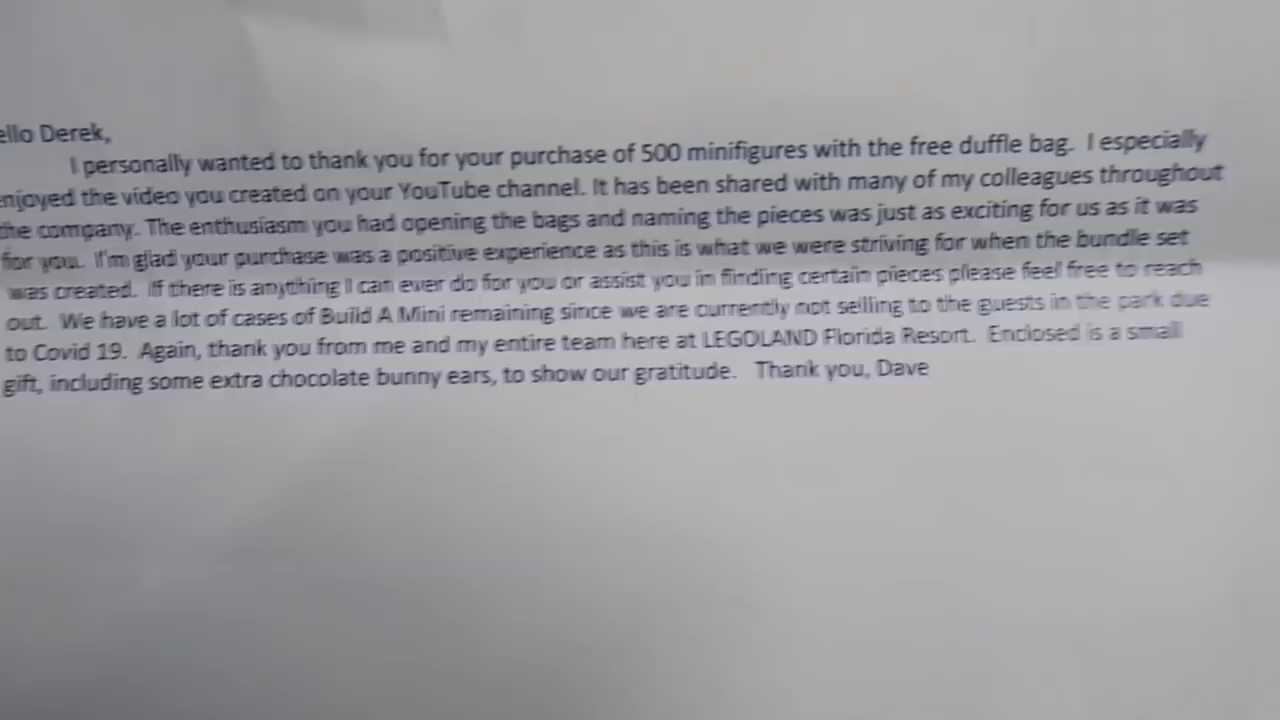 ello Derek,
I personally wanted to thank you for your purchase of 500 minifigures with the free duffle bag. I especially
njoyed the video you created on your YouTube channel. It has been shared with many of my colleagues throughout
the company. The enthusiasm you had opening the bags and naming the pieces was just as exciting for us as it was
for you. I'm glad your purchase was a positive experience as this is what we were striving for when the bundle set
was created. If there is anything I can ever do for you or assist you in finding certain pieces please feel free to reach
out. We have a lot of cases of Build A Mini remaining since we are currently not selling to the guests in the park due
to Covid 19. Again, thank you from me and my entire team here at LEGOLAND Florida Resort. Enclosed is a small
gift, including some extra chocolate bunny ears, to show our gratitude. Thank you, Dave